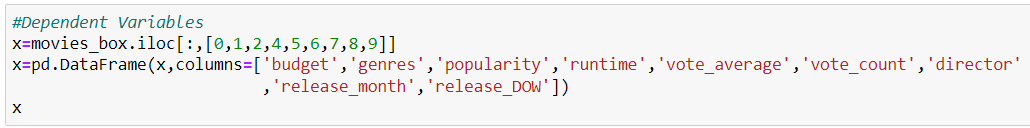 #Dependent Variables
x=movies_box.iloc[:,[0,1,2,4,5,6,7,8,9]]
x=pd.DataFrame(x,columns=['budget','genres','popularity','runtime','vote_average','vote_count','director'
,'release_month','release_DOW'])
x